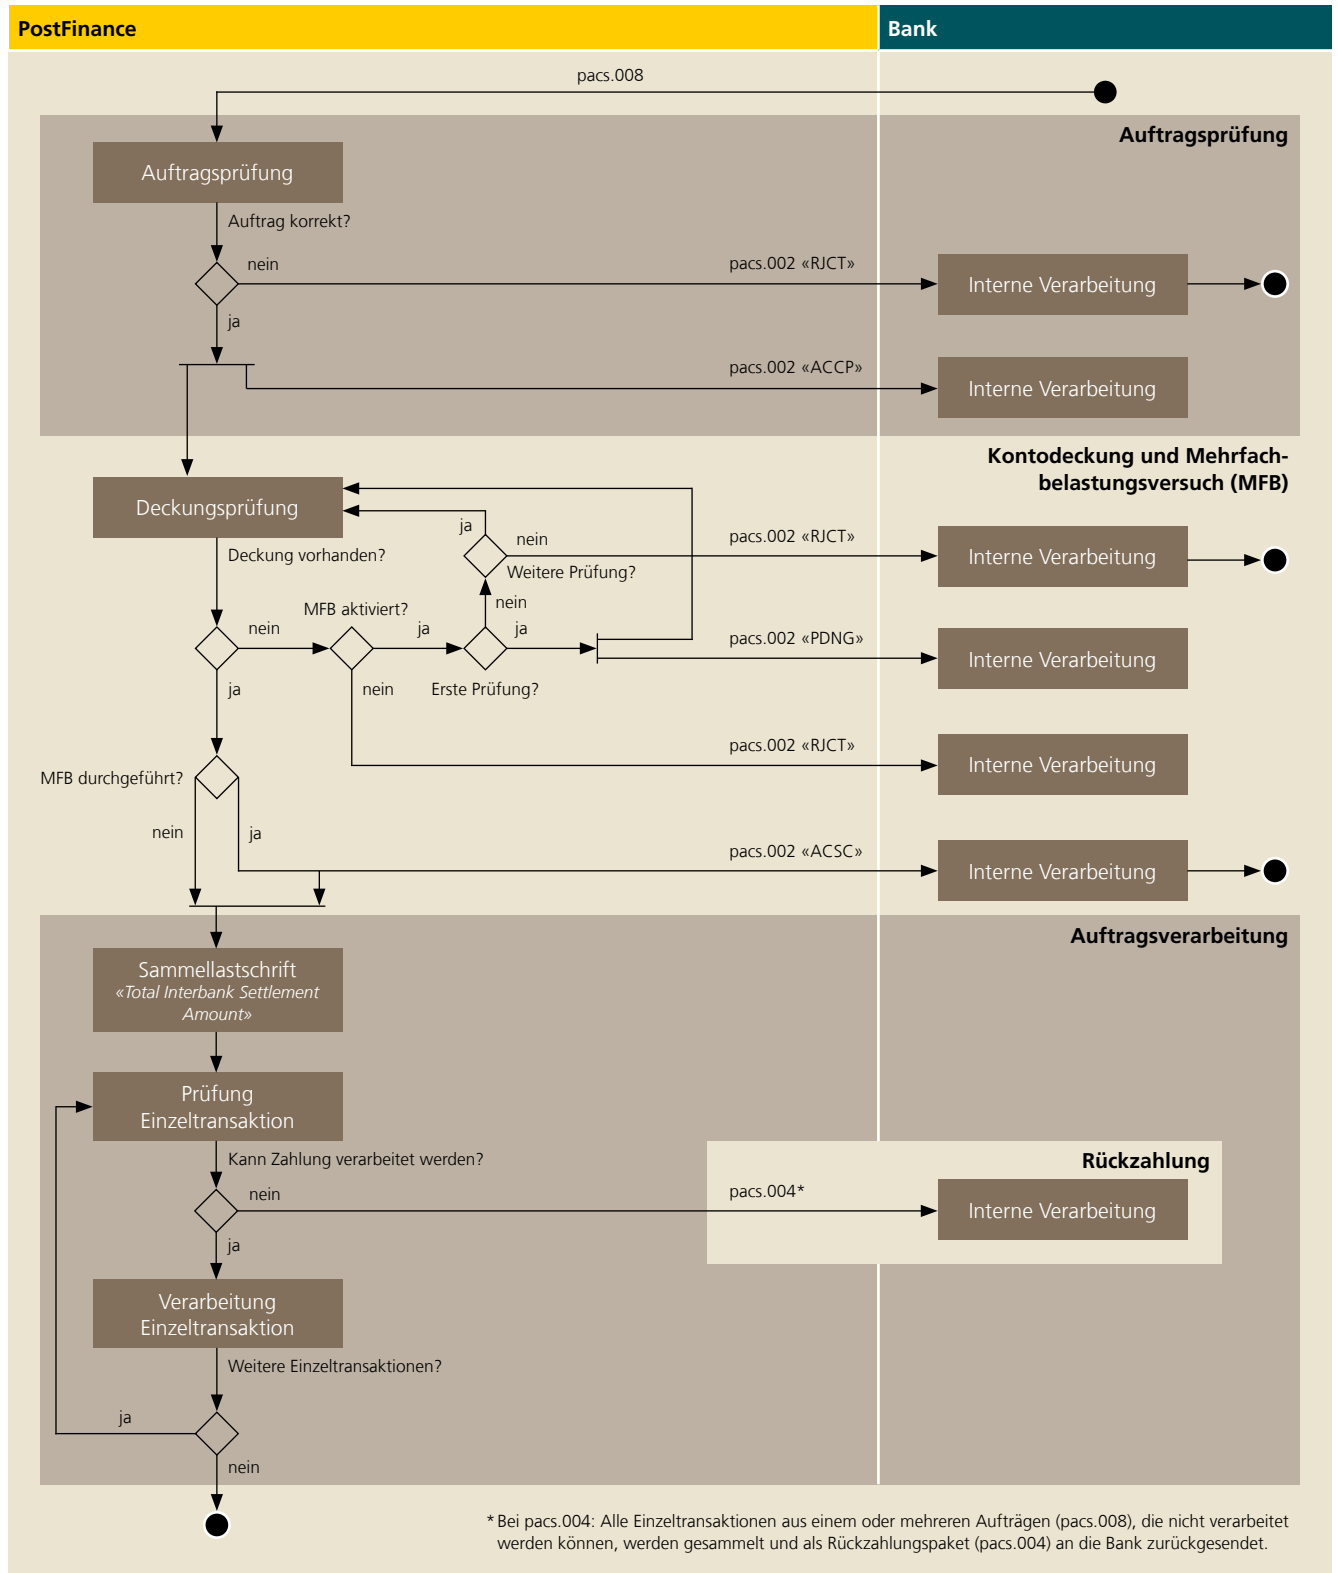 PostFinance
Bank
pacs.008
Auftragsprüfung
Auftragsprüfung
Auftrag korrekt?
nein
pacs.002 «RJCT»
Interne Verarbeitung
ja
pacs.002 «ACCP»
Interne Verarbeitung
Kontodeckung und Mehrfach-
belastungsversuch (MFB)
Deckungsprüfung
ja
nein
pacs.002 «RJCT»
Interne Verarbeitung
Deckung vorhanden?
Weitere Prüfung?
nein
MFB aktiviert?
nein
ja
ja
pacs.002 «PDNG»
Interne Verarbeitung
ja
nein
Erste Prüfung?
pacs.002 «RJCT»
Interne Verarbeitung
MFB durchgeführt?
nein
ja
pacs.002 «ACSC»
Interne Verarbeitung
Auftragsverarbeitung
Sammellastschrift
«Total Interbank Settlement
Amount»
Prüfung
Einzeltransaktion
Kann Zahlung verarbeitet werden?
Rückzahlung
nein
pacs.004*
Interne Verarbeitung
ja
Verarbeitung
Einzeltransaktion
Weitere Einzeltransaktionen?
ja
nein
* Bei pacs.004: Alle Einzeltransaktionen aus einem oder mehreren Aufträgen (pacs.008), die nicht verarbeitet
werden können, werden gesammelt und als Rückzahlungspaket (pacs.004) an die Bank zurückgesendet.